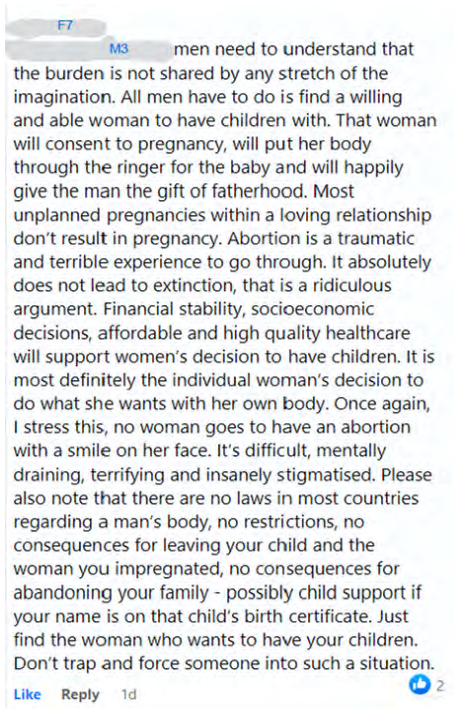 F7
M3 men need to understand that
the burden is not shared by any stretch of the
imagination. All men have to do is find a willing
and able woman to have children with. That woman
will consent to pregnancy, will put her body
through the ringer for the baby and will happily
give the man the gift of fatherhood. Most
unplanned pregnancies within a loving relationship
don't result in pregnancy. Abortion is a traumatic
and terrible experience to go through. It absolutely
does not lead to extinction, that is a ridiculous
argument. Financial stability, socioeconomic
decisions, affordable and high quality healthcare
will support women's decision to have children. It is
most definitely the individual woman's decision to
do what she wants with her own body. Once again,
I stress this, no woman goes to have an abortion
with a smile on her face. It's difficult, mentally
draining, terrifying and insanely stigmatised. Please
also note that there are no laws in most countries
regarding a man's body, no restrictions, no
consequences for leaving your child and the
woman you impregnated, no consequences for
abandoning your family - possibly child support if
your name is on that child's birth certificate. Just
find the woman who wants to have your children.
Don't trap and force someone into such a situation.
Like Reply 1d 2